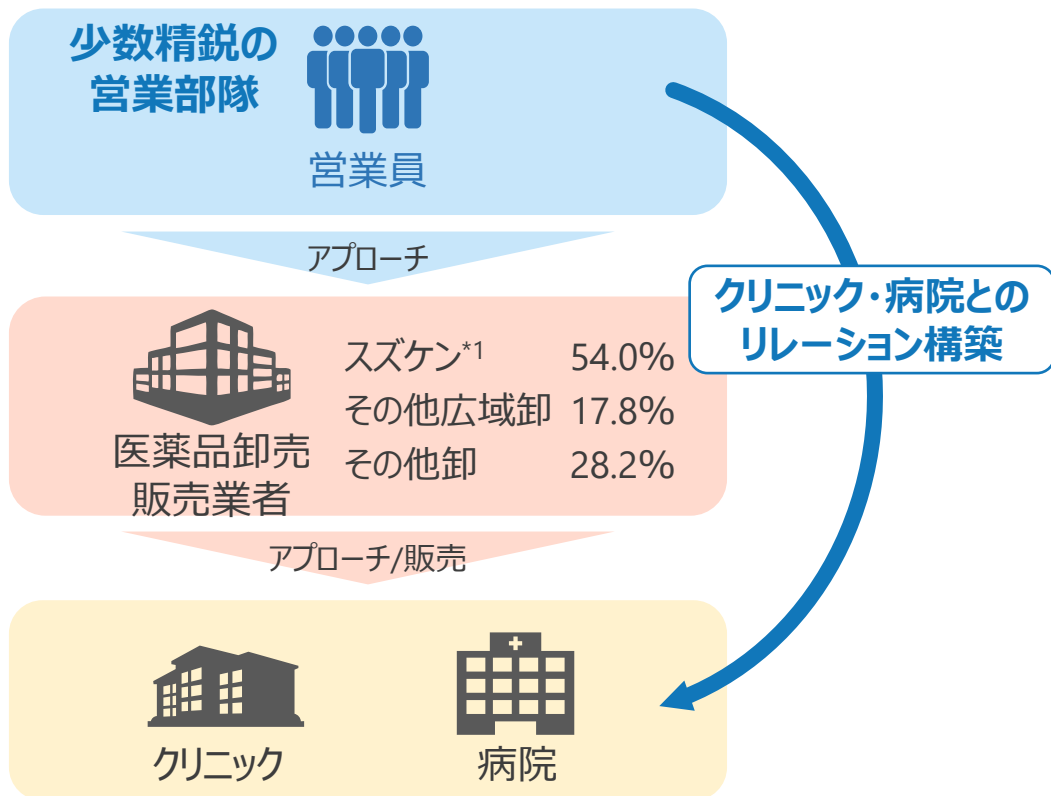 少数精鋭の
営業部隊
営業員
アプローチ
クリニック・病院との
リレーション構築
医薬品卸売
販売業者
スズケン*1 54.0%
その他広域卸 17.8%
その他卸 28.2%
アプローチ/販売
クリニック
病院